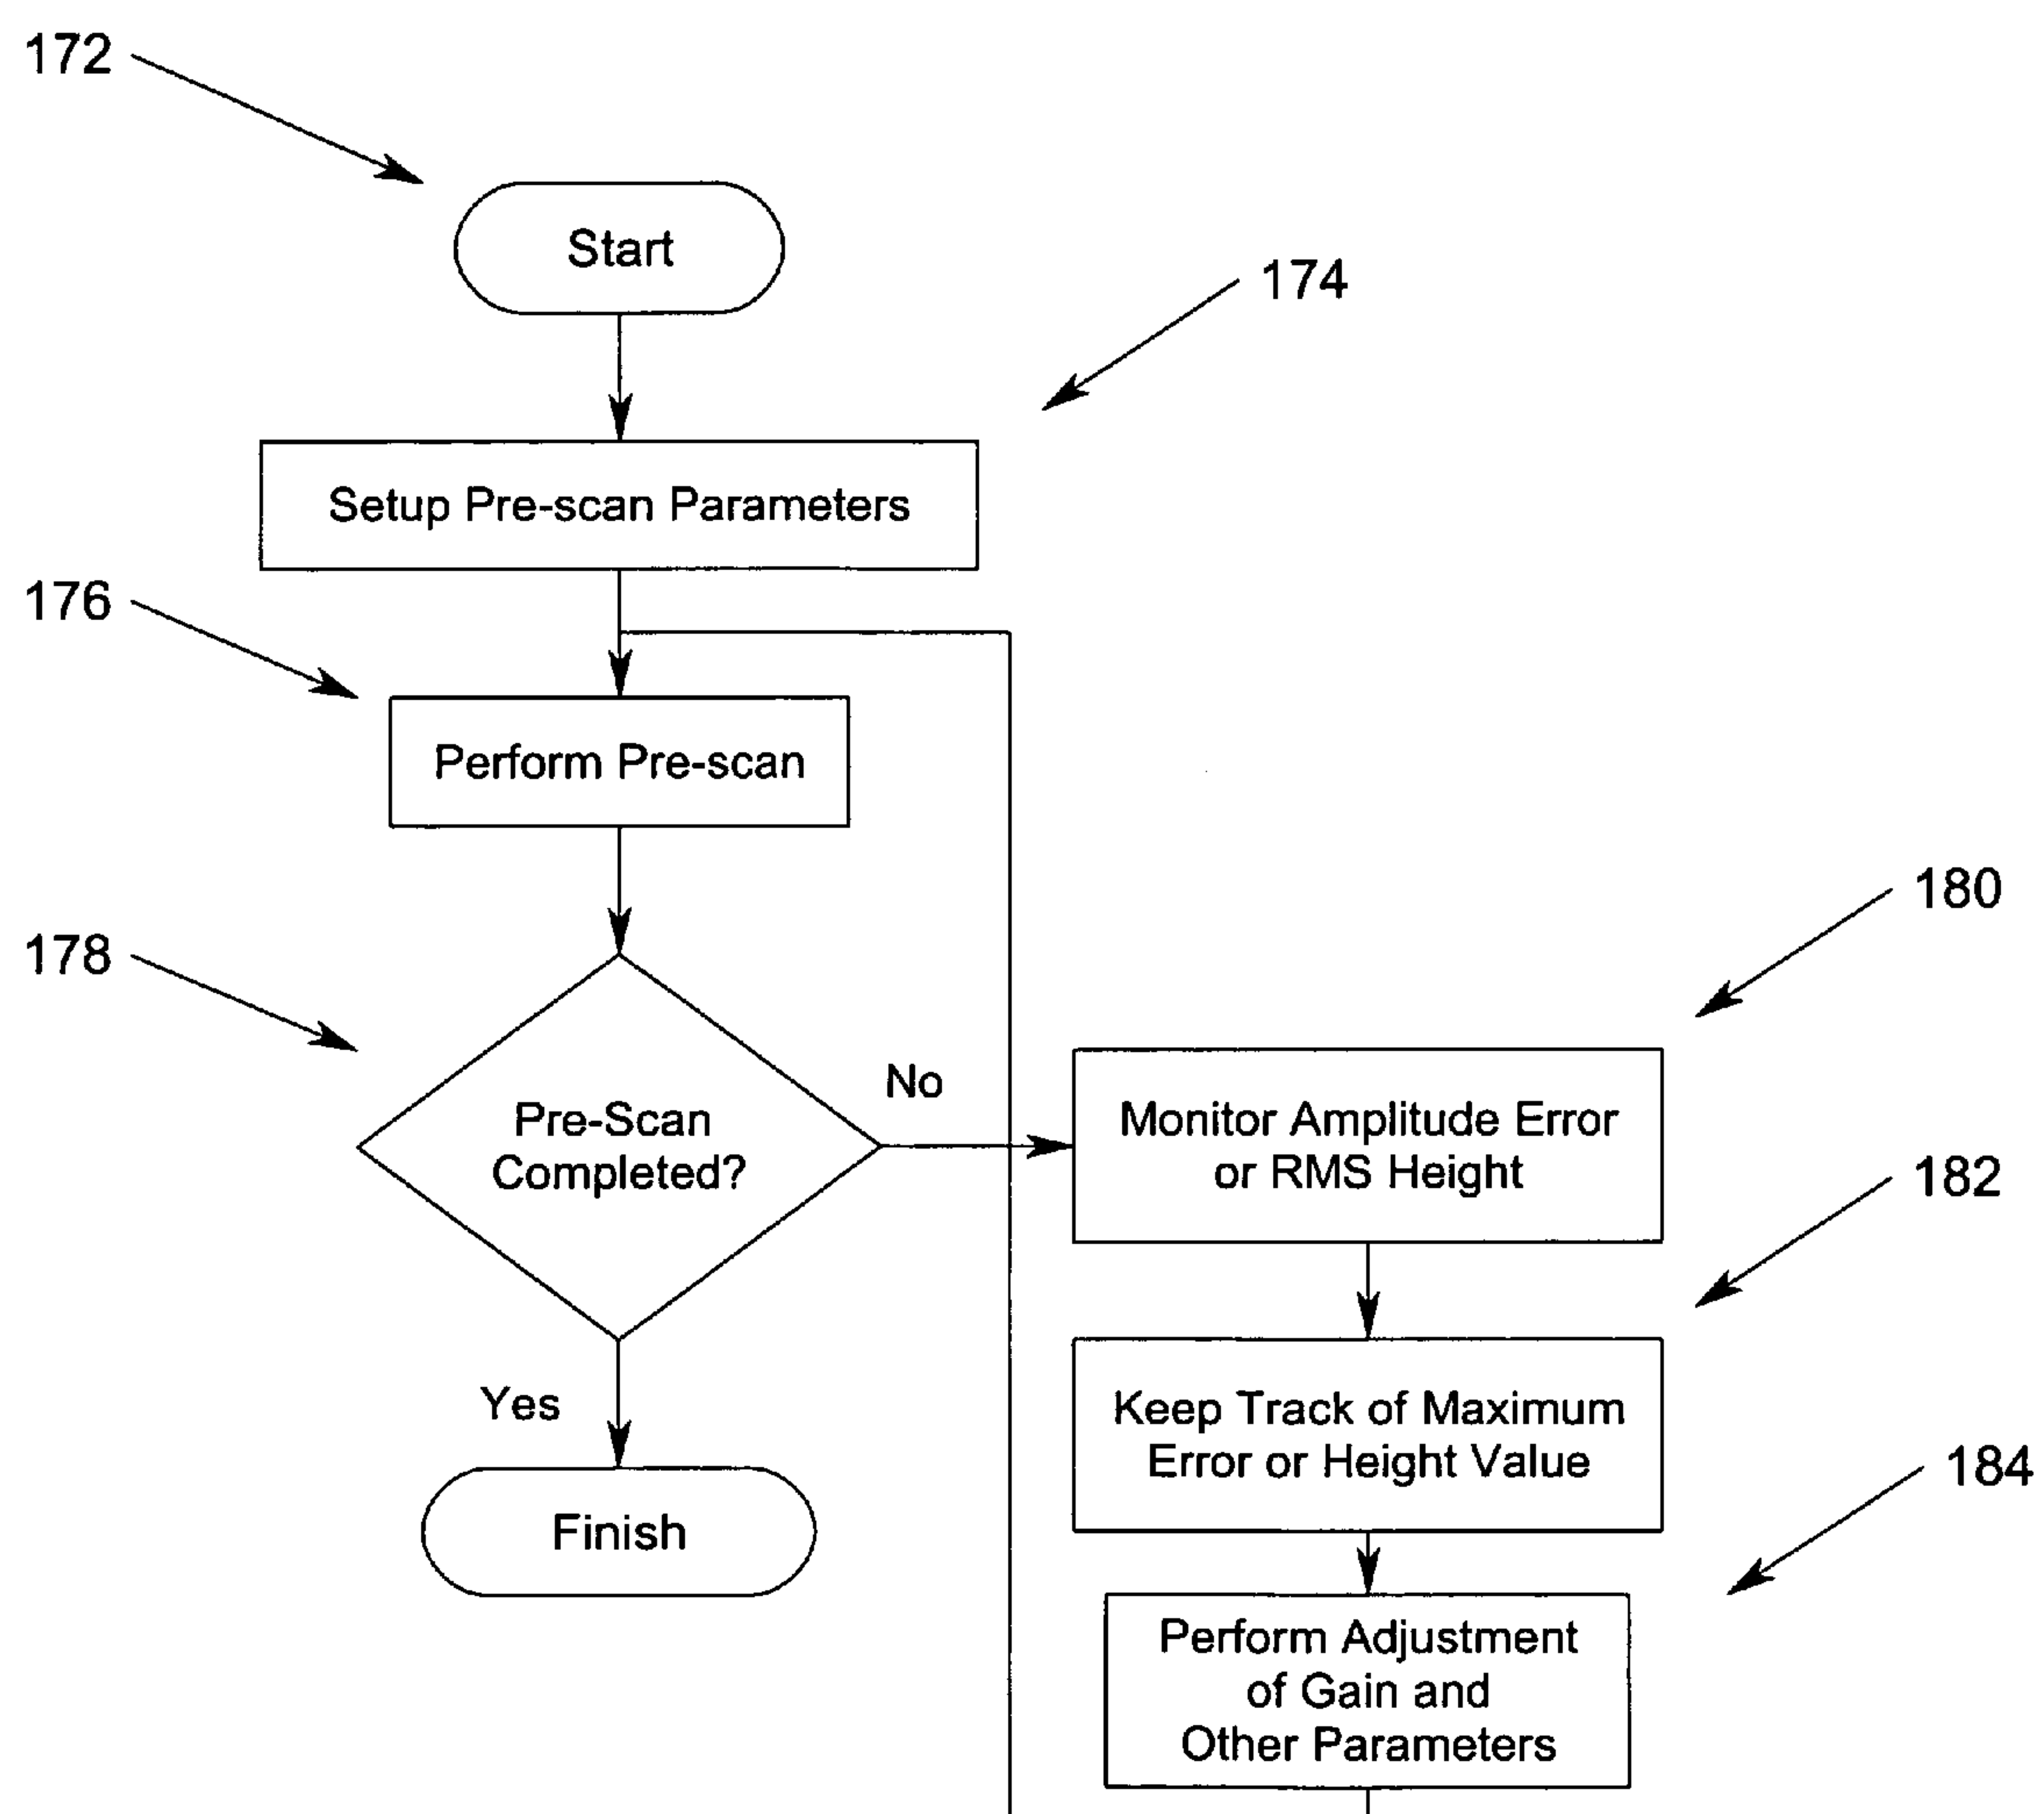 172
Start
174
Setup Pre-scan Parameters
176
Perform Pre-scan
178
Pre-Scan
Completed?
No
Yes
Finish
180
Monitor Amplitude Error
or RMS Height
182
Keep Track of Maximum
Error or Height Value
184
Perform Adjustment
of Gain and
Other Parameters